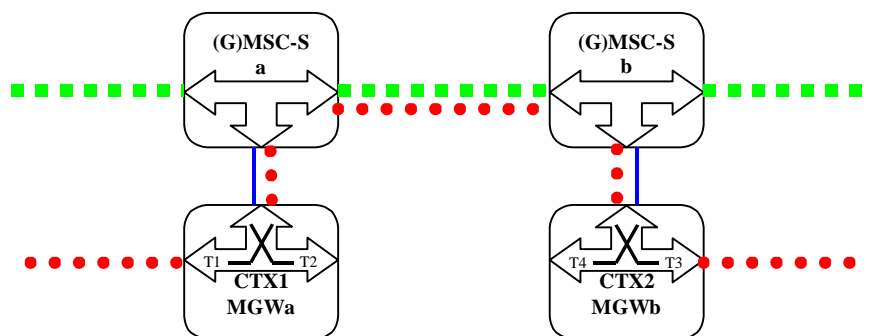 (G)MSC-S
a
(G)MSC-S
b
T1
T2
CTX1
MGWa
T4
T3
CTX2
MGWb